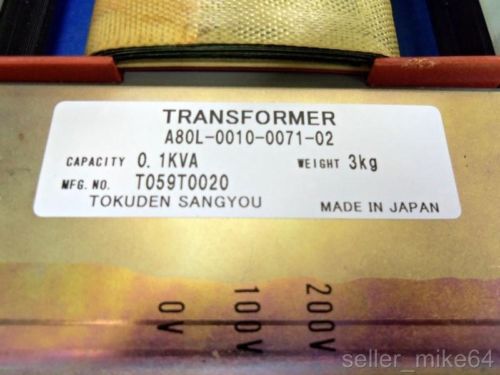 TRANSFORMER
A80L-0010-0071-02
CAPACITY 0.1KVA WEIGHT 3kg
MFG. NO. T059T0020
TOKUDEN SANGYOU MADE IN JAPAN
0V 100V 200V
seller_mike64